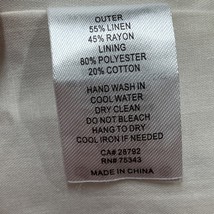 OUTER
55% LINEN
45% RAYON
LINING
80% POLYESTER
20% COTTON
HAND WASH IN
COOL WATER
DRY CLEAN
DO NOT BLEACH
HANG TO DRY
COOL IRON IF NEEDED
CA# 28792
RN# 75343
MADE IN CHINA